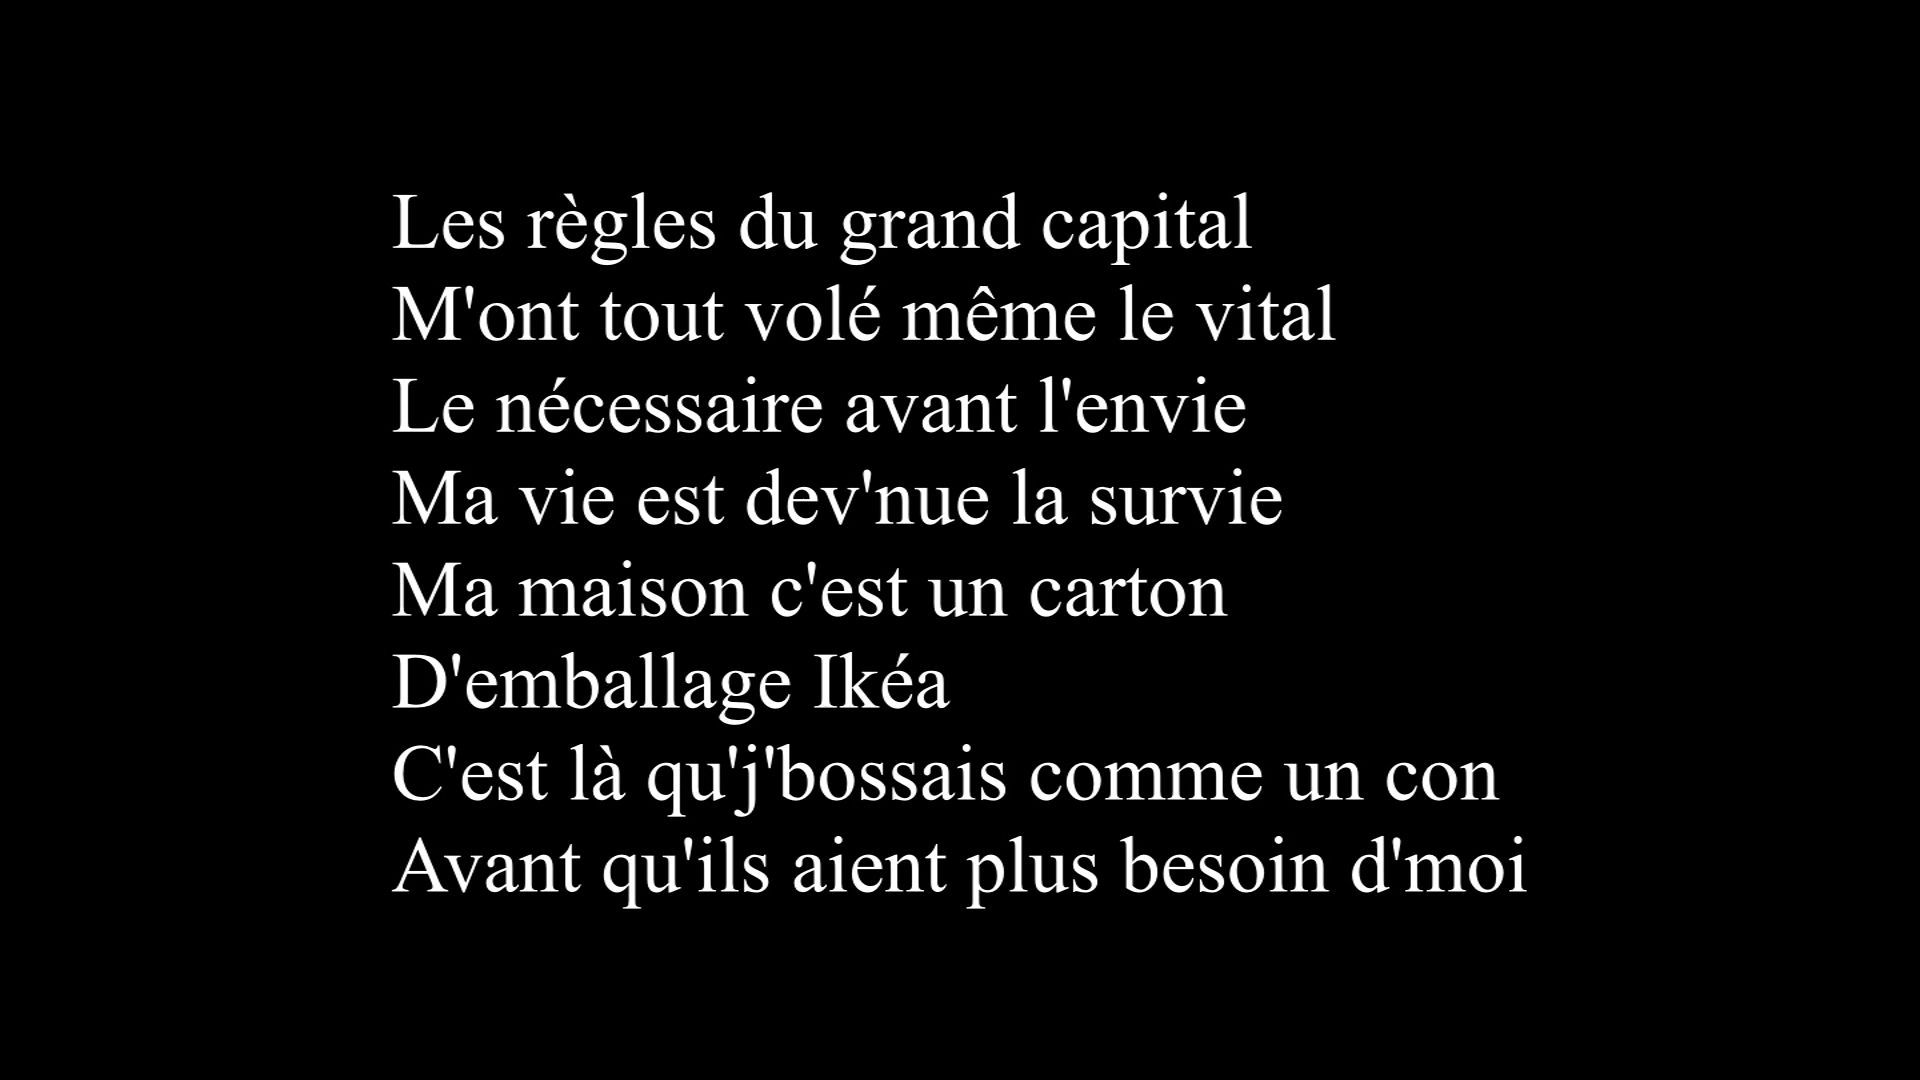 Les règles du grand capital
M'ont tout volé même le vital
Le nécessaire avant l'envie
Ma vie est dev'nue la survie
Ma maison c'est un carton
D'emballage Ikéa
C'est là qu'j'bossais comme un con
Avant qu'ils aient plus besoin d'moi